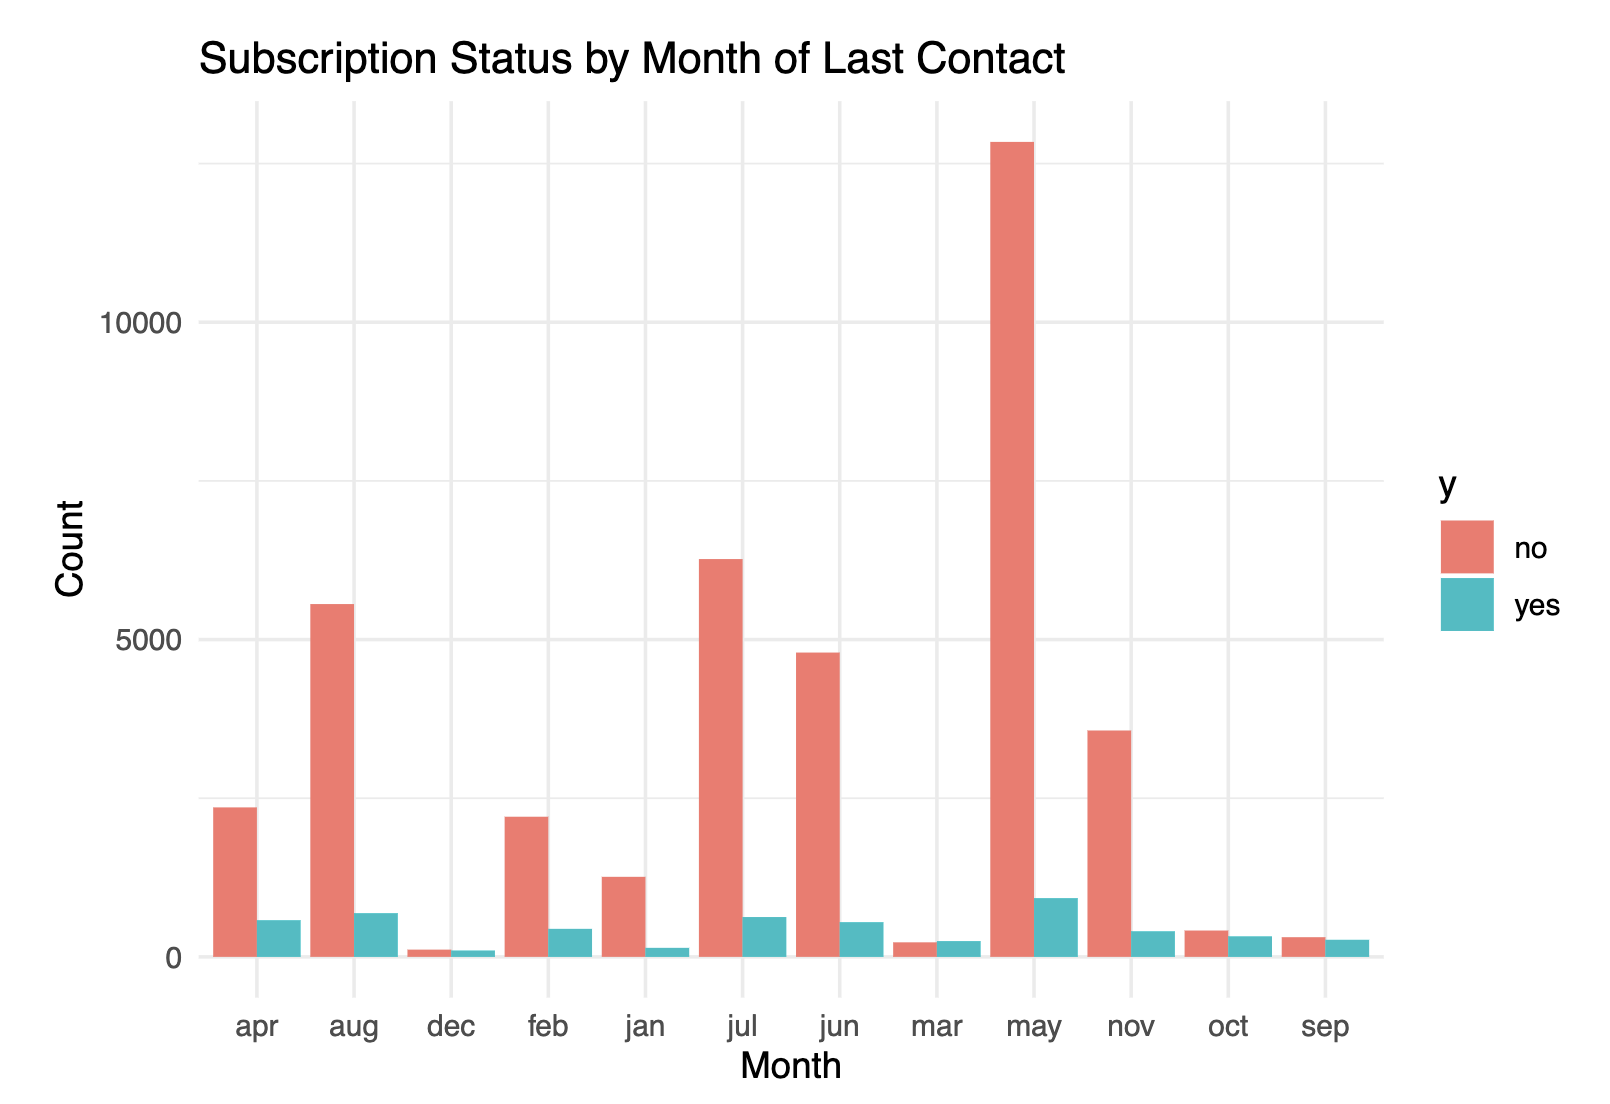 Subscription Status by Month of Last Contact
10000
5000
0
Count
apr aug dec feb jan jul jun mar may nov oct sep
Month
y
no
yes